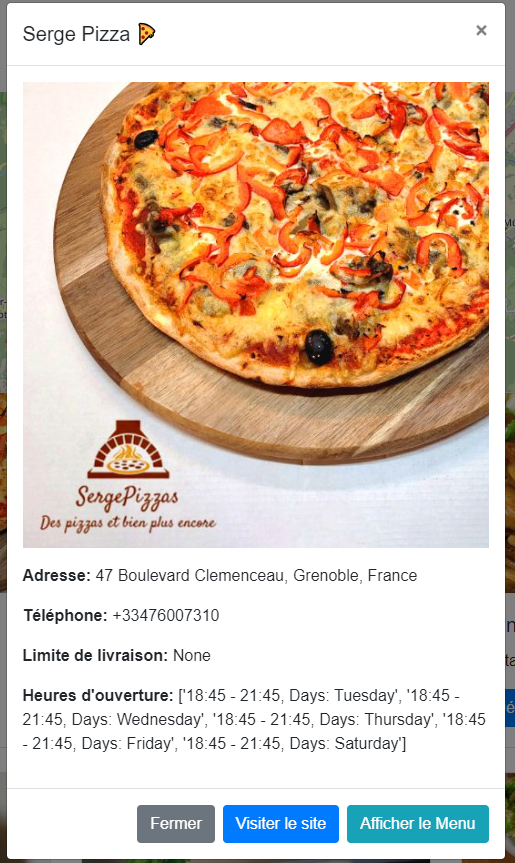 Serge Pizza 🍕
×
SergePizzas
Des pizzas et bien plus encore
Adresse: 47 Boulevard Clemenceau, Grenoble, France
Téléphone: +33476007310
Limite de livraison: None
Heures d'ouverture: ['18:45 - 21:45, Days: Tuesday', '18:45 -
21:45, Days: Wednesday', '18:45 - 21:45, Days: Thursday', '18:45
- 21:45, Days: Friday', '18:45 - 21:45, Days: Saturday']
Fermer
Visiter le site
Afficher le Menu